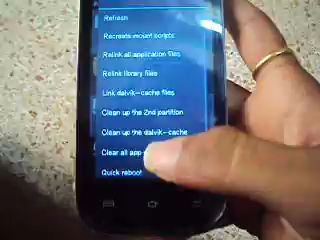 Refresh
Recreate mount scripts
Relink all application files
Relink library files
Link dalvik-cache files
Clean up the 2nd partition
Clean up the dalvik-cache
Clear all app
Quick reboot